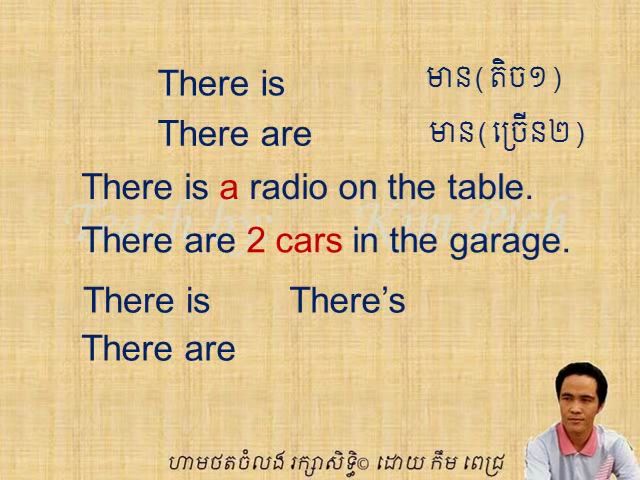 There is មាន(តិច១)
There are មាន(ច្រើន២)
There is a radio on the table.
There are 2 cars in the garage.
There is There’s
There are
ហាមថតចំលង រក្សាសិទ្ធិ© ដោយ កឹម ពេជ្រ